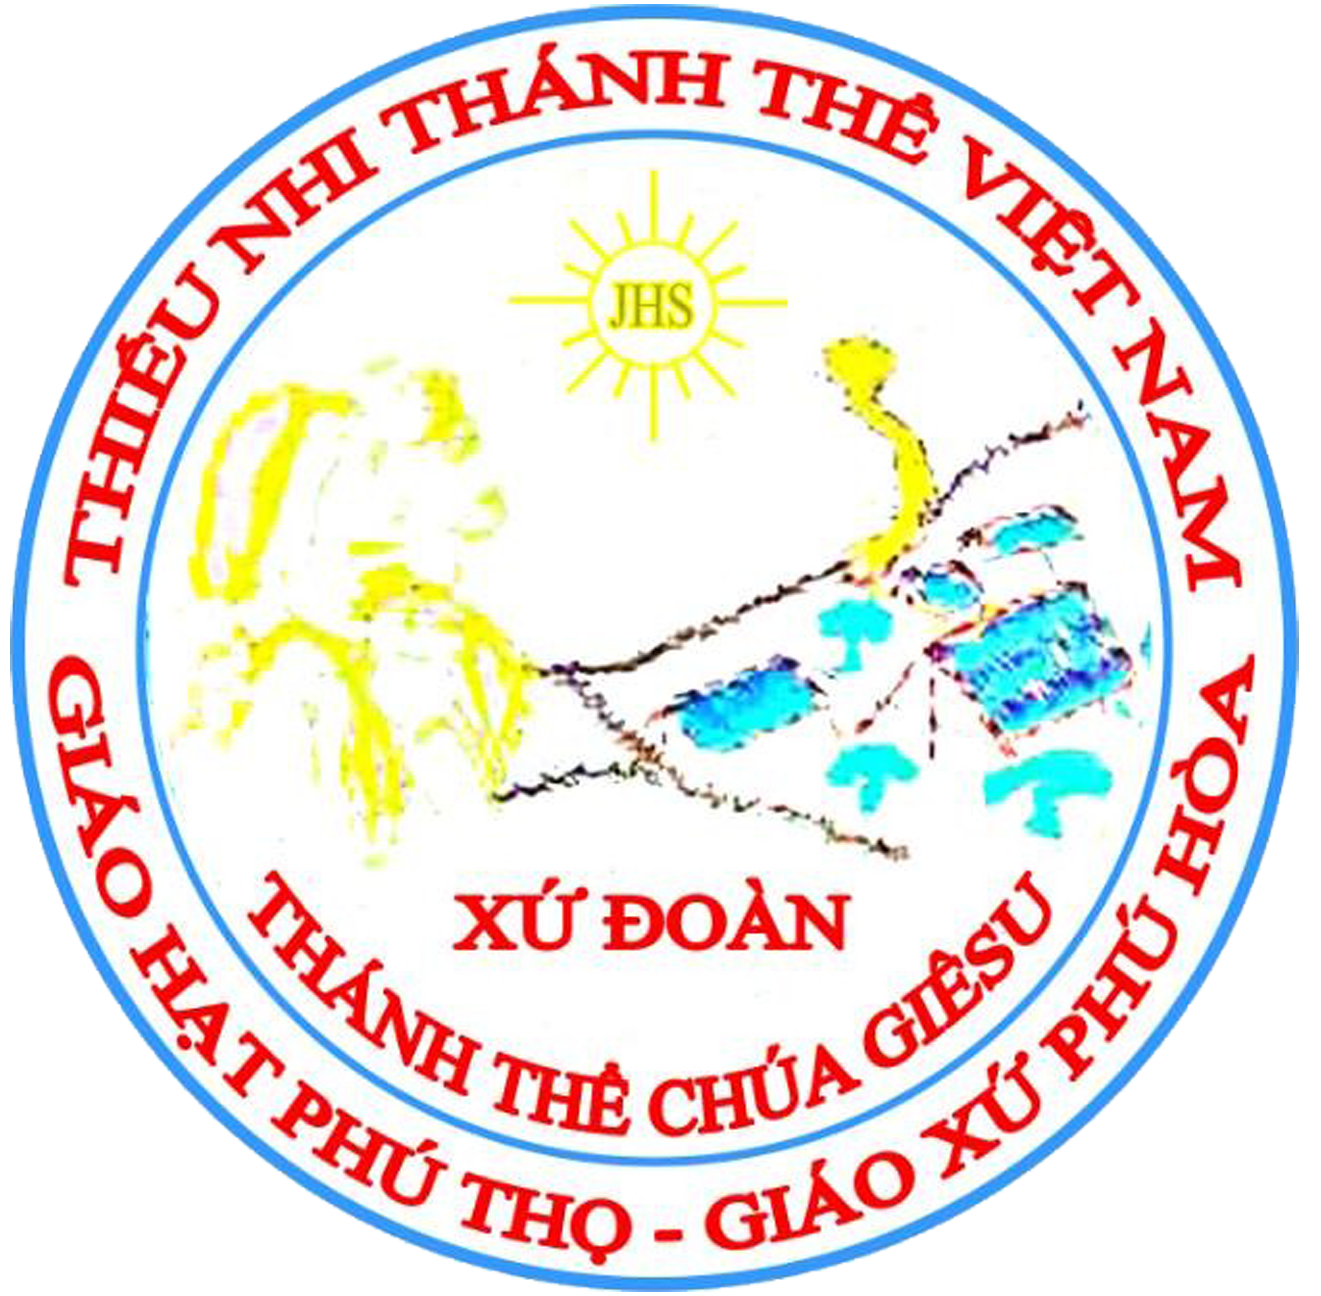 THIẾU NHI THÁNH THỂ VIỆT NAM
JHS
XỨ ĐOÀN
THÁNH THỂ CHÚA GIÊSU
GIÁO HẠT PHÚ THỌ - GIÁO XỨ PHÚ HÒA